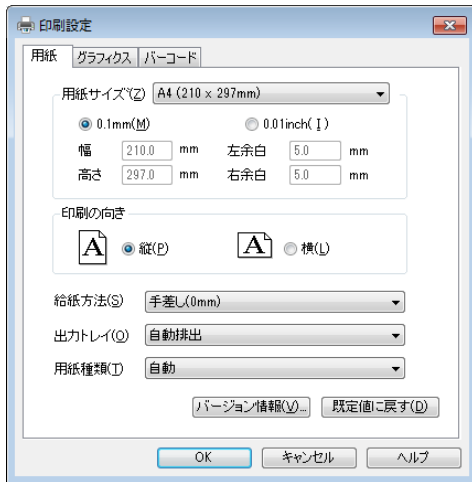 印刷設定
用紙 グラフィクス バーコード
用紙サイズ(Z) A4 (210 x 297mm)
0.1mm(M) 0.01inch( I )
幅 210.0 mm 左余白 5.0 mm
高さ 297.0 mm 右余白 5.0 mm
印刷の向き
A 縦(P) A 横(L)
給紙方法(S) 手差し(0mm)
出力トレイ(O) 自動排出
用紙種類(T) 自動
バージョン情報(V)... 既定値に戻す(D)
OK キャンセル ヘルプ